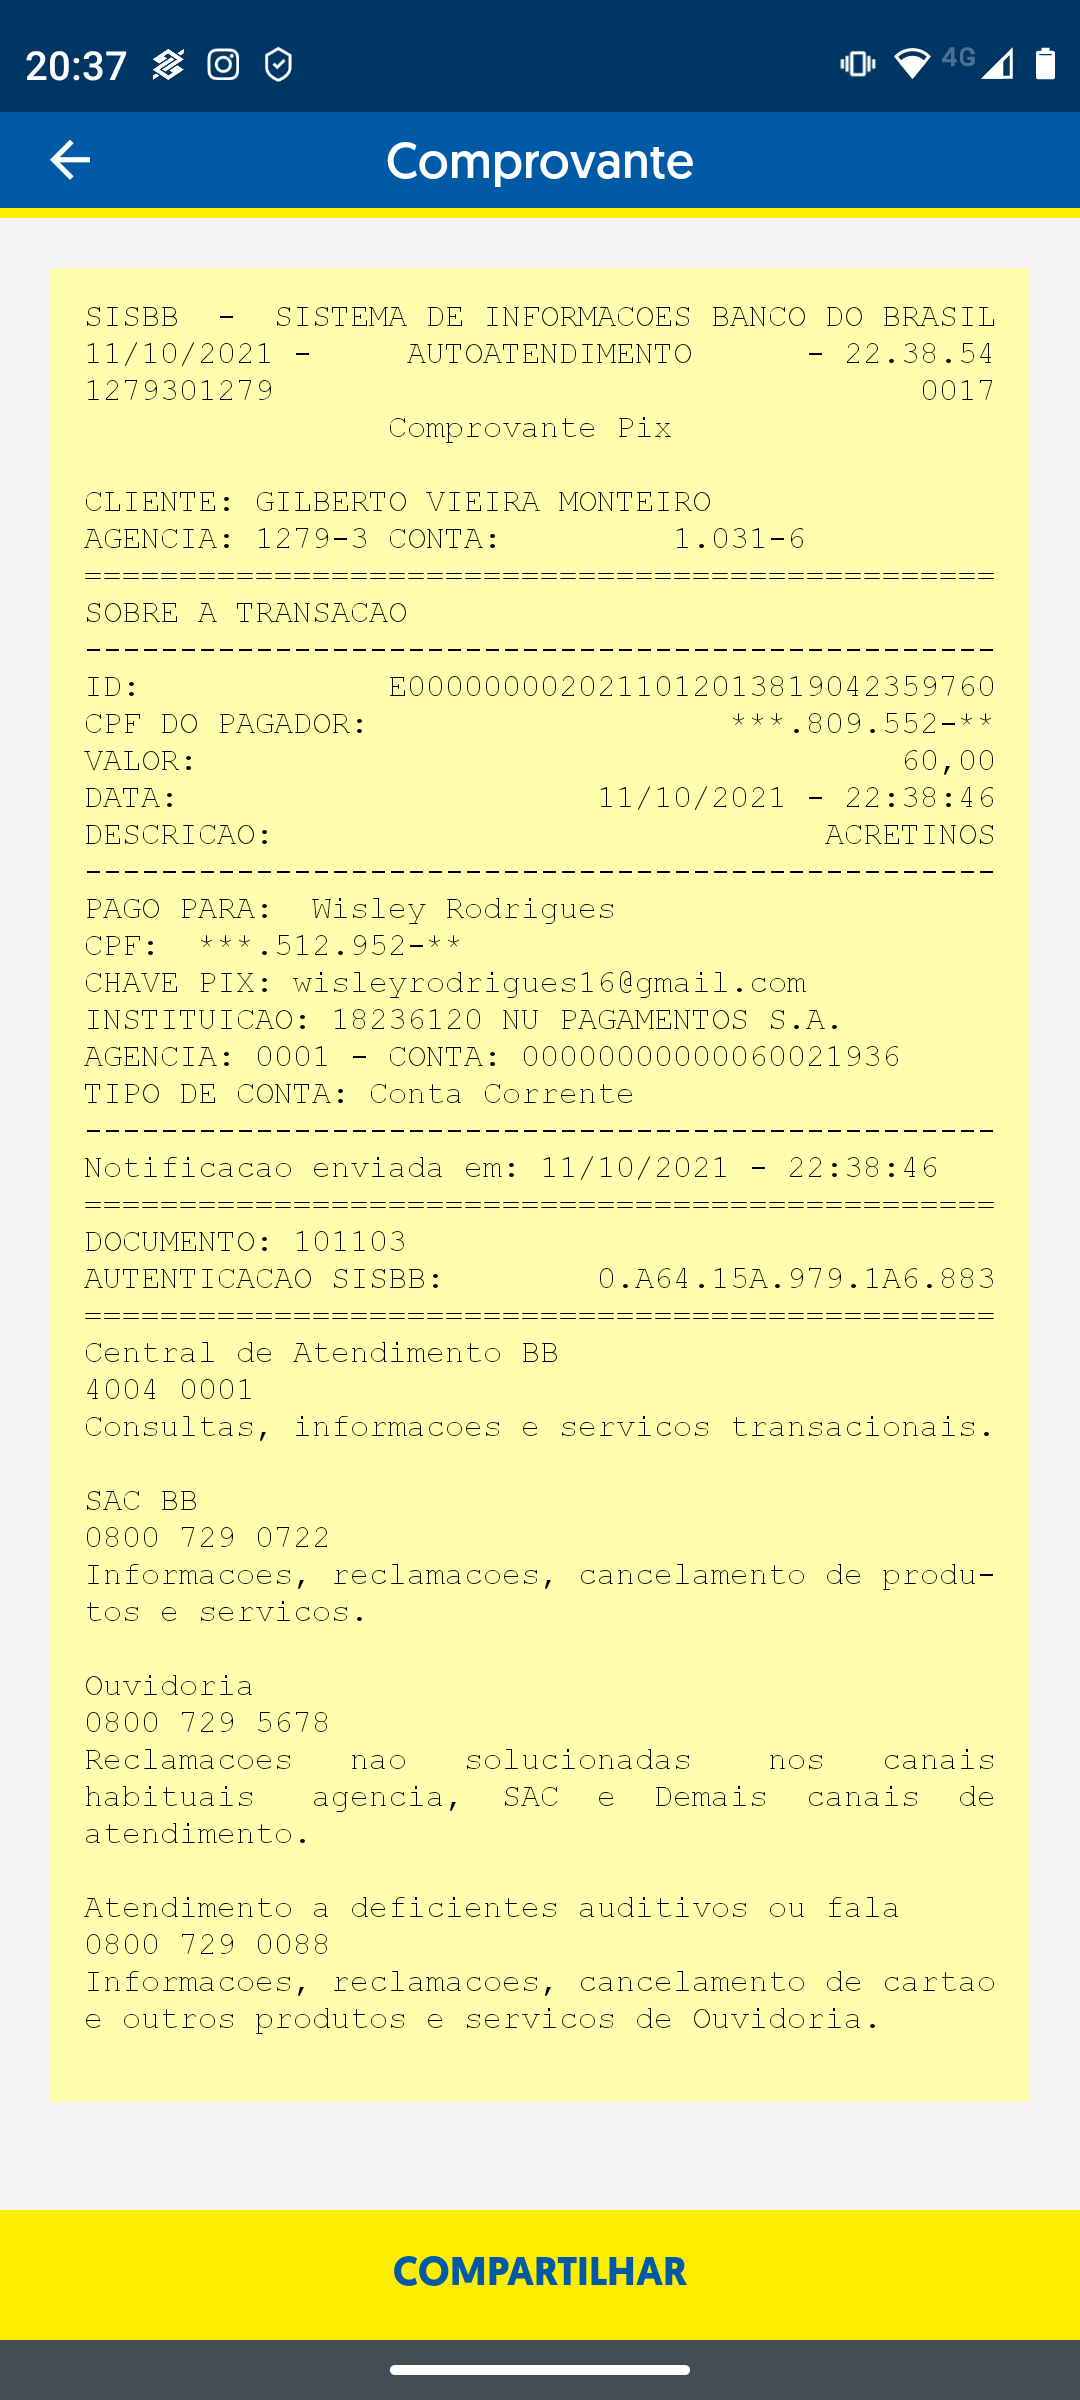 20:37
4G
Comprovante
SISBB - SISTEMA DE INFORMACOES BANCO DO BRASIL
11/10/2021 - AUTOATENDIMENTO - 22.38.54
1279301279 0017
Comprovante Pix
CLIENTE: GILBERTO VIEIRA MONTEIRO
AGENCIA: 1279-3 CONTA: 1.031-6
================================================
SOBRE A TRANSACAO
------------------------------------------------
ID: E0000000020211012013819042359760
CPF DO PAGADOR: ***.809.552-**
VALOR: 60,00
DATA: 11/10/2021 - 22:38:46
DESCRICAO: ACRETINOS
------------------------------------------------
PAGO PARA: Wisley Rodrigues
CPF: ***.512.952-**
CHAVE PIX: wisleyrodrigues16@gmail.com
INSTITUICAO: 18236120 NU PAGAMENTOS S.A.
AGENCIA: 0001 - CONTA: 00000000000060021936
TIPO DE CONTA: Conta Corrente
------------------------------------------------
Notificacao enviada em: 11/10/2021 - 22:38:46
================================================
DOCUMENTO: 101103
AUTENTICACAO SISBB: 0.A64.15A.979.1A6.883
================================================
Central de Atendimento BB
4004 0001
Consultas, informacoes e servicos transacionais.
SAC BB
0800 729 0722
Informacoes, reclamacoes, cancelamento de produ-
tos e servicos.
Ouvidoria
0800 729 5678
Reclamacoes nao solucionadas nos canais
habituais agencia, SAC e Demais canais de
atendimento.
Atendimento a deficientes auditivos ou fala
0800 729 0088
Informacoes, reclamacoes, cancelamento de cartao
e outros produtos e servicos de Ouvidoria.
COMPARTILHAR